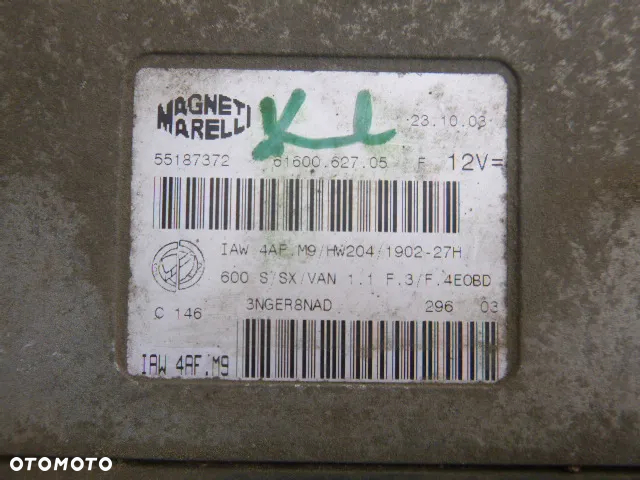 MAGNETI
MARELLI
23.10.03
55187372 61600.627.05 F 12V=
IAW 4AF.M9/HW204/1902-27H
600 S/SX/VAN 1.1 F.3/F.4EOBD
C 146 3NGER8NAD 296 03
IAW 4AF.M9
OTOMOTO